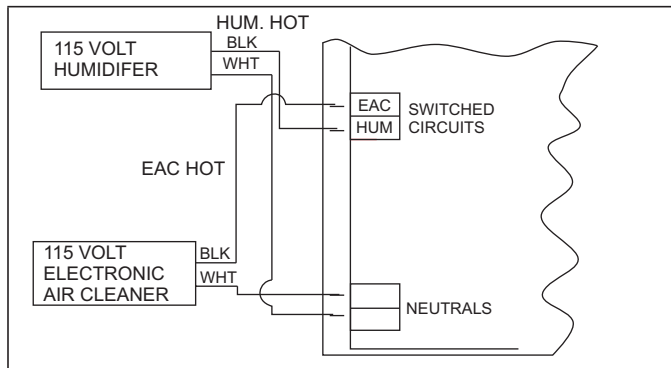 HUM. HOT
115 VOLT
HUMIDIFER
BLK
WHT
EAC
HUM
SWITCHED
CIRCUITS
EAC HOT
115 VOLT
ELECTRONIC
AIR CLEANER
BLK
WHT
NEUTRALS